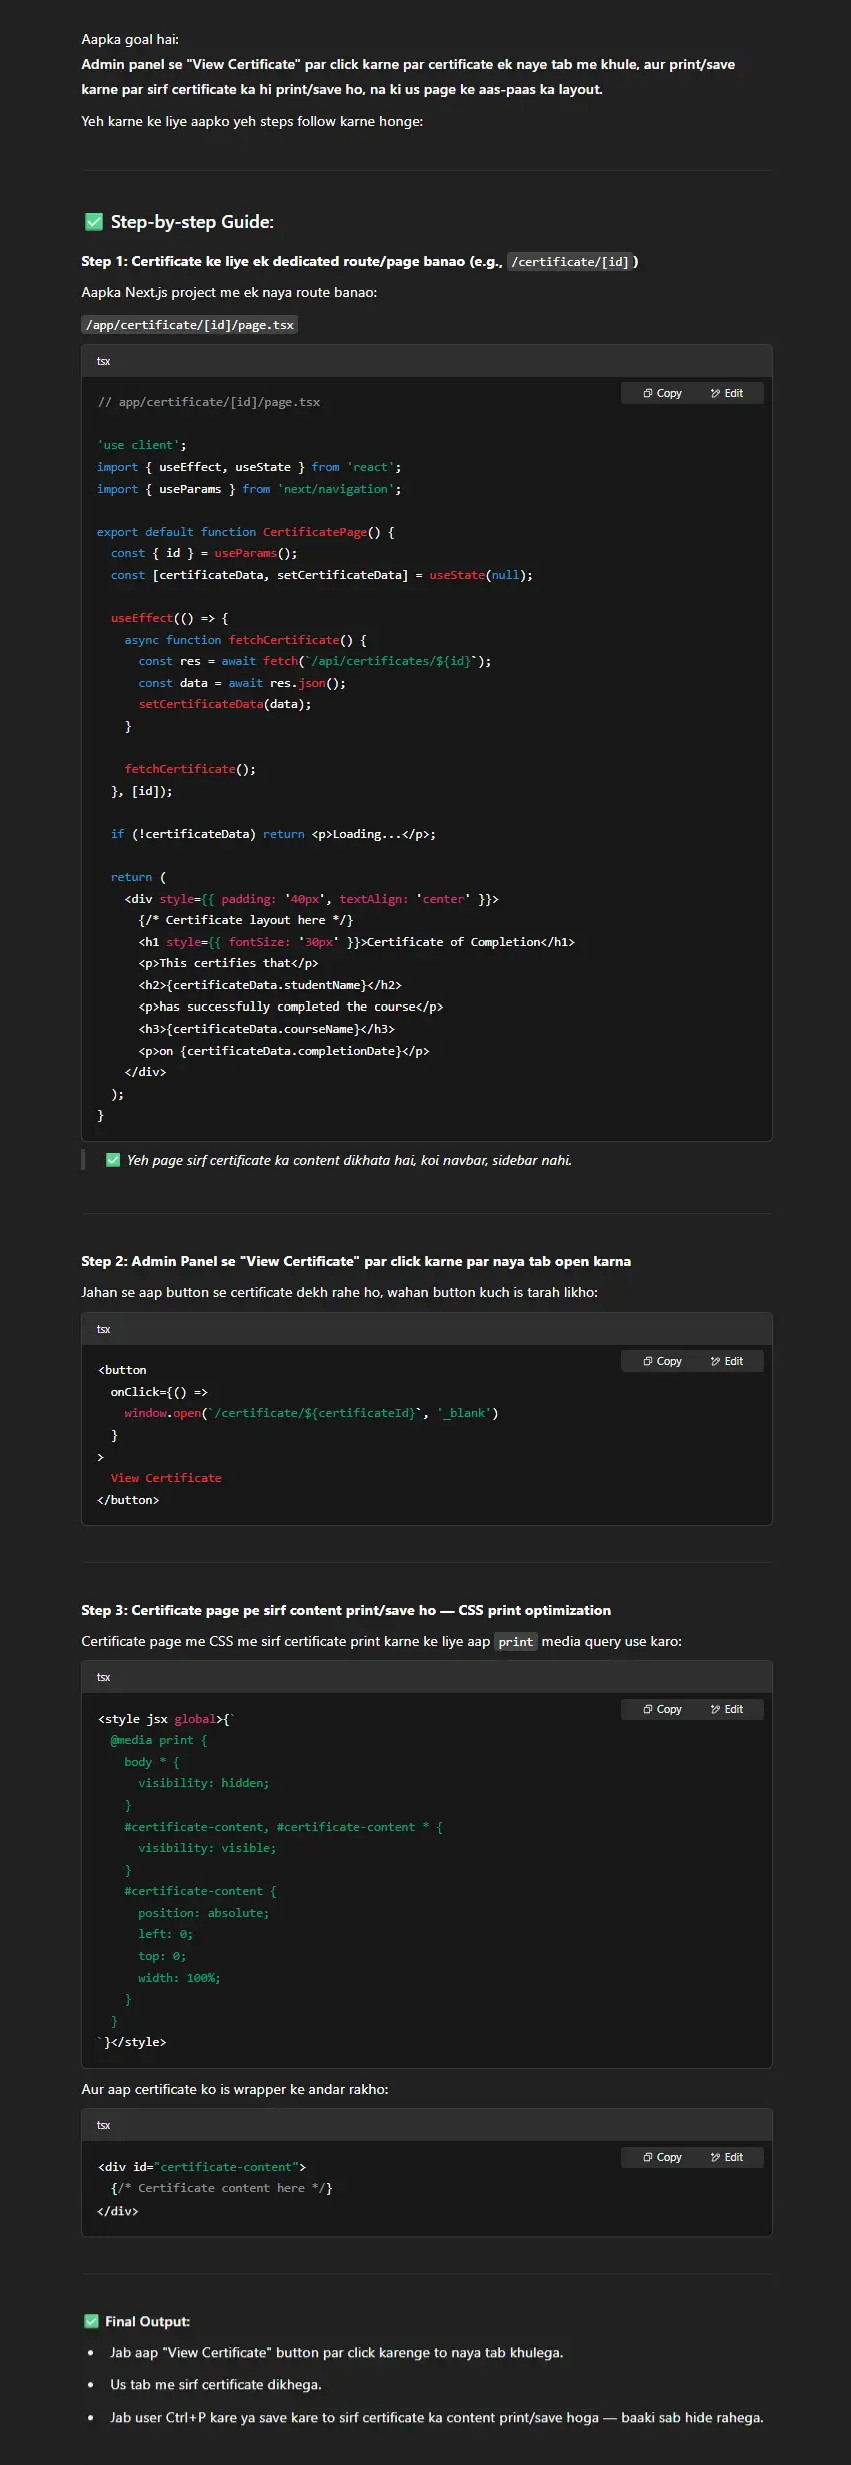 Aapka goal hai:
Admin panel se "View Certificate" par click karne par certificate ek naye tab me khule, aur print/save
karne par sirf certificate ka hi print/save ho, na ki us page ke aas-paas ka layout.
Yeh karne ke liye aapko yeh steps follow karne honge:
✅ Step-by-step Guide:
Step 1: Certificate ke liye ek dedicated route/page banao (e.g., /certificate/[id])
Aapka Next.js project me ek naya route banao:
/app/certificate/[id]/page.tsx
tsx
Copy Edit
// app/certificate/[id]/page.tsx
'use client';
import { useEffect, useState } from 'react';
import { useParams } from 'next/navigation';
export default function CertificatePage() {
  const { id } = useParams();
  const [certificateData, setCertificateData] = useState(null);
  useEffect(() => {
    async function fetchCertificate() {
      const res = await fetch(`/api/certificates/${id}`);
      const data = await res.json();
      setCertificateData(data);
    }
    fetchCertificate();
  }, [id]);
  if (!certificateData) return <p>Loading...</p>;
  return (
    <div style={{ padding: '40px', textAlign: 'center' }}>
      {/* Certificate layout here */}
      <h1 style={{ fontSize: '30px' }}>Certificate of Completion</h1>
      <p>This certifies that</p>
      <h2>{certificateData.studentName}</h2>
      <p>has successfully completed the course</p>
      <h3>{certificateData.courseName}</h3>
      <p>on {certificateData.completionDate}</p>
    </div>
  );
}
✅ Yeh page sirf certificate ka content dikhata hai, koi navbar, sidebar nahi.
Step 2: Admin Panel se "View Certificate" par click karne par naya tab open karna
Jahan se aap button se certificate dekh rahe ho, wahan button kuch is tarah likho:
tsx
Copy Edit
<button
  onClick={() =>
    window.open(`/certificate/${certificateId}`, '_blank')
  }
>
  View Certificate
</button>
Step 3: Certificate page pe sirf content print/save ho — CSS print optimization
Certificate page me CSS me sirf certificate print karne ke liye aap print media query use karo:
tsx
Copy Edit
<style jsx global>{`
  @media print {
    body * {
      visibility: hidden;
    }
    #certificate-content, #certificate-content * {
      visibility: visible;
    }
    #certificate-content {
      position: absolute;
      left: 0;
      top: 0;
      width: 100%;
    }
  }
`}</style>
Aur aap certificate ko is wrapper ke andar rakho:
tsx
Copy Edit
<div id="certificate-content">
  {/* Certificate content here */}
</div>
✅ Final Output:
• Jab aap "View Certificate" button par click karenge to naya tab khulega.
• Us tab me sirf certificate dikhega.
• Jab user Ctrl+P kare ya save kare to sirf certificate ka content print/save hoga — baaki sab hide rahega.